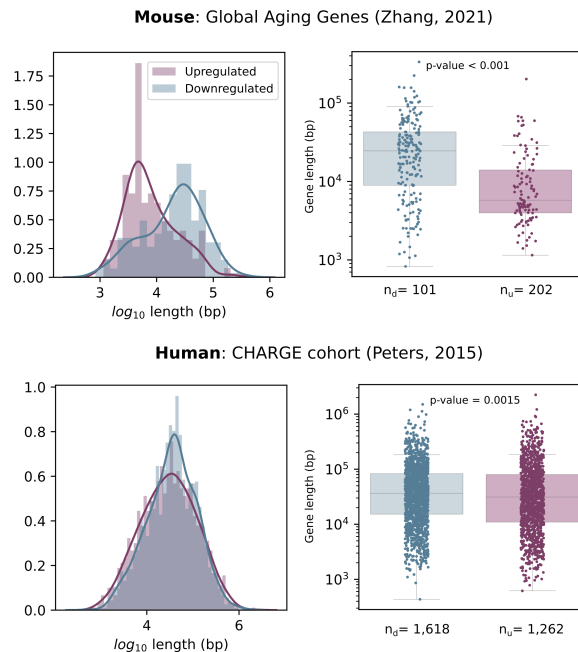 Mouse: Global Aging Genes (Zhang, 2021)
Upregulated
Downregulated
1.75
1.50
1.25
1.00
0.75
0.50
0.25
0.00
3 4 5 6
log10 length (bp)
p-value < 0.001
Gene length (bp)
10^5
10^4
10^3
n_d= 101 n_u= 202
Human: CHARGE cohort (Peters, 2015)
1.0
0.8
0.6
0.4
0.2
0.0
4 6
log10 length (bp)
p-value = 0.0015
Gene length (bp)
10^6
10^5
10^4
10^3
n_d= 1,618 n_u= 1,262